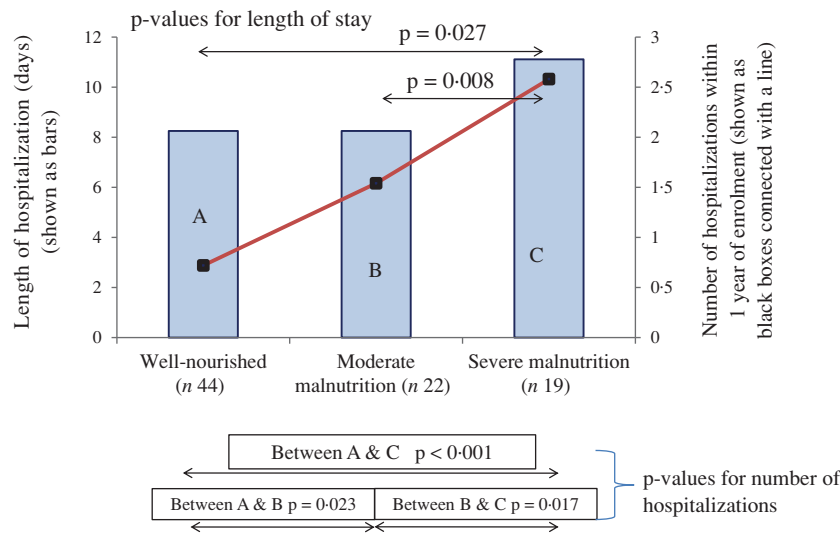 p-values for length of stay
12
10
8
6
4
2
0
Length of hospitalization (days)
(shown as bars)
p = 0·027
p = 0·008
A
B
C
3
2·5
2
1·5
1
0·5
0
Number of hospitalizations within
1 year of enrolment (shown as
black boxes connected with a line)
Well-nourished
(n 44)
Moderate
malnutrition (n 22)
Severe malnutrition
(n 19)
Between A & C p < 0·001
Between A & B p = 0·023
Between B & C p = 0·017
p-values for number of
hospitalizations